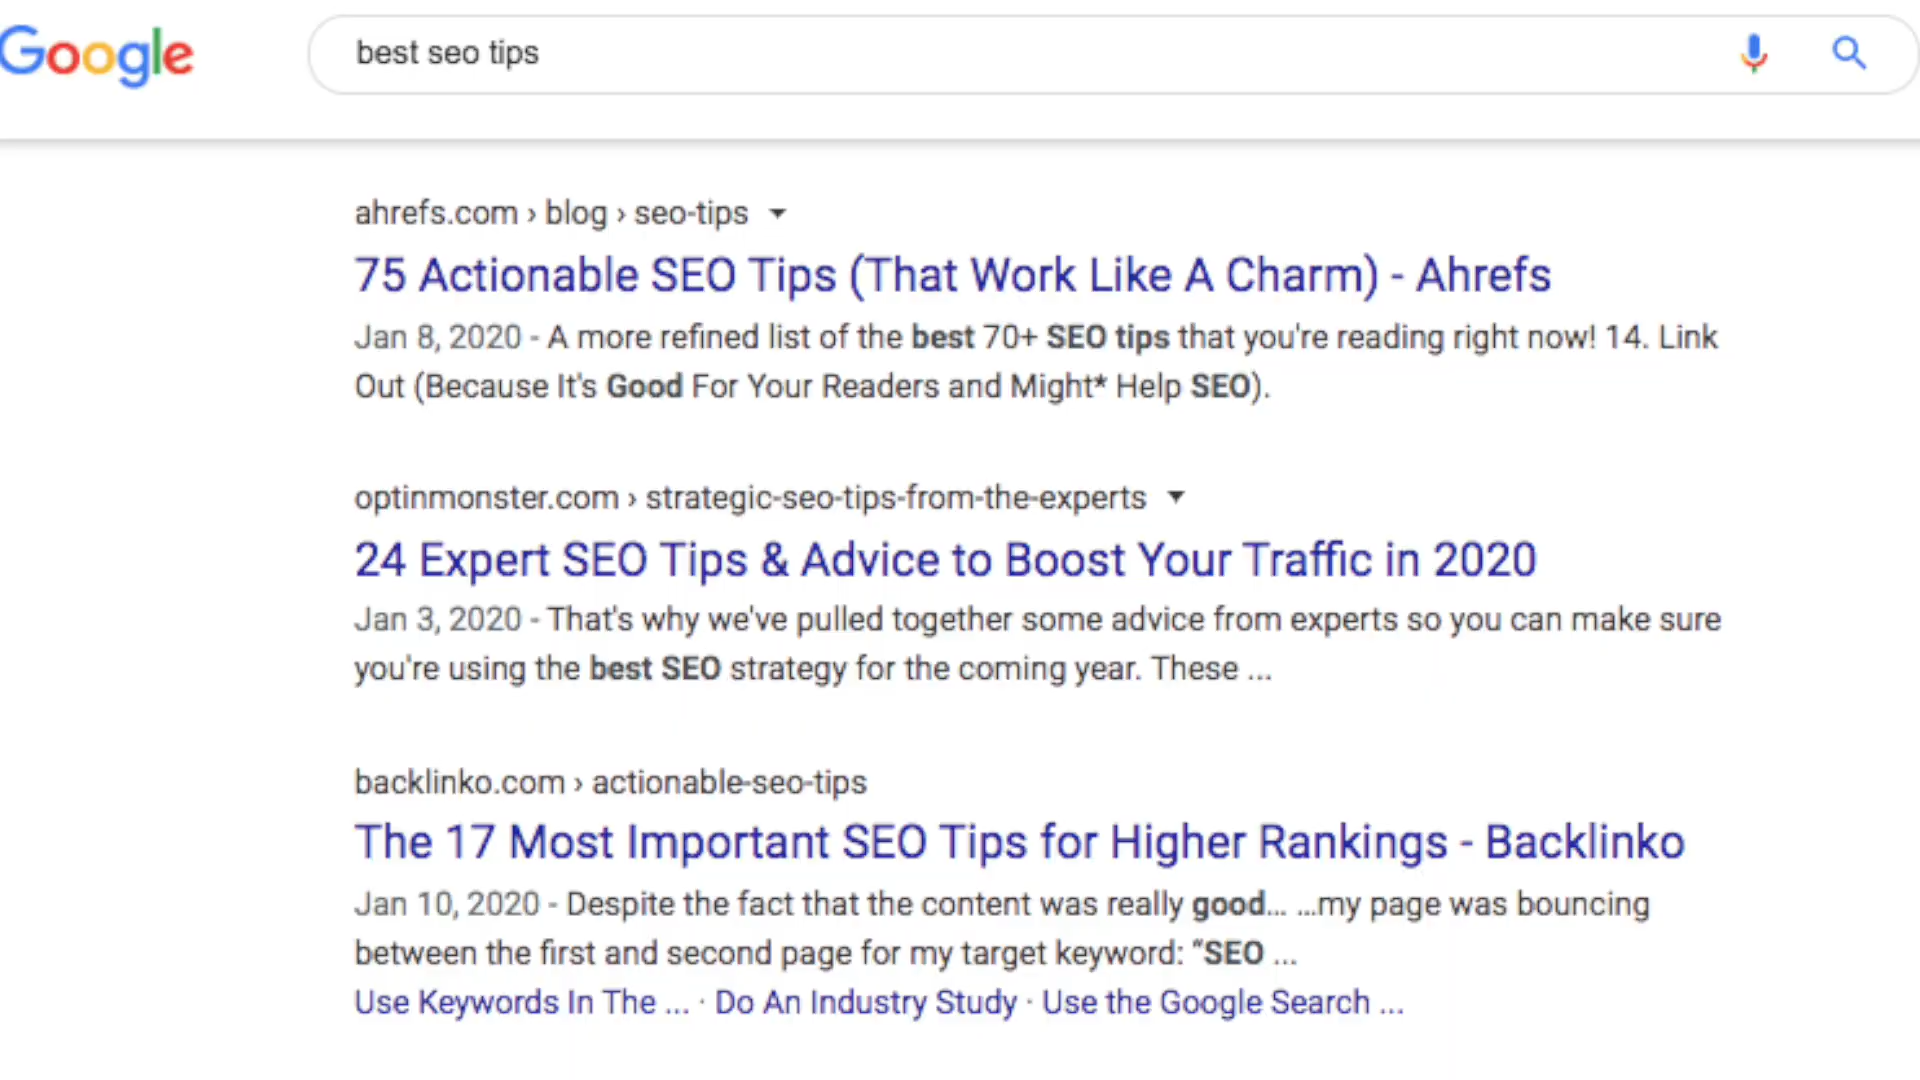 Google
best seo tips
ahrefs.com › blog › seo-tips
75 Actionable SEO Tips (That Work Like A Charm) - Ahrefs
Jan 8, 2020 - A more refined list of the best 70+ SEO tips that you're reading right now! 14. Link
Out (Because It's Good For Your Readers and Might* Help SEO).
optinmonster.com › strategic-seo-tips-from-the-experts
24 Expert SEO Tips & Advice to Boost Your Traffic in 2020
Jan 3, 2020 - That's why we've pulled together some advice from experts so you can make sure
you're using the best SEO strategy for the coming year. These ...
backlinko.com › actionable-seo-tips
The 17 Most Important SEO Tips for Higher Rankings - Backlinko
Jan 10, 2020 - Despite the fact that the content was really good... ...my page was bouncing
between the first and second page for my target keyword: “SEO ...
Use Keywords In The ... · Do An Industry Study · Use the Google Search ...